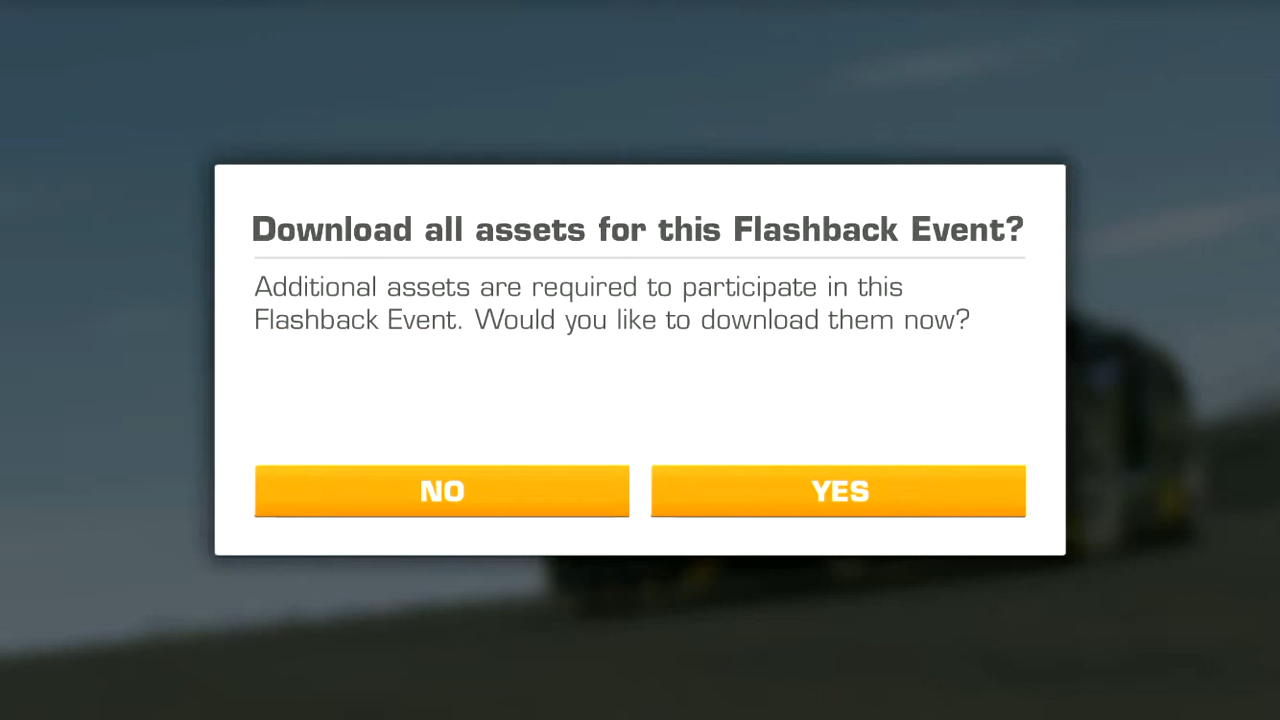 Download all assets for this Flashback Event?
Additional assets are required to participate in this
Flashback Event. Would you like to download them now?
NO
YES